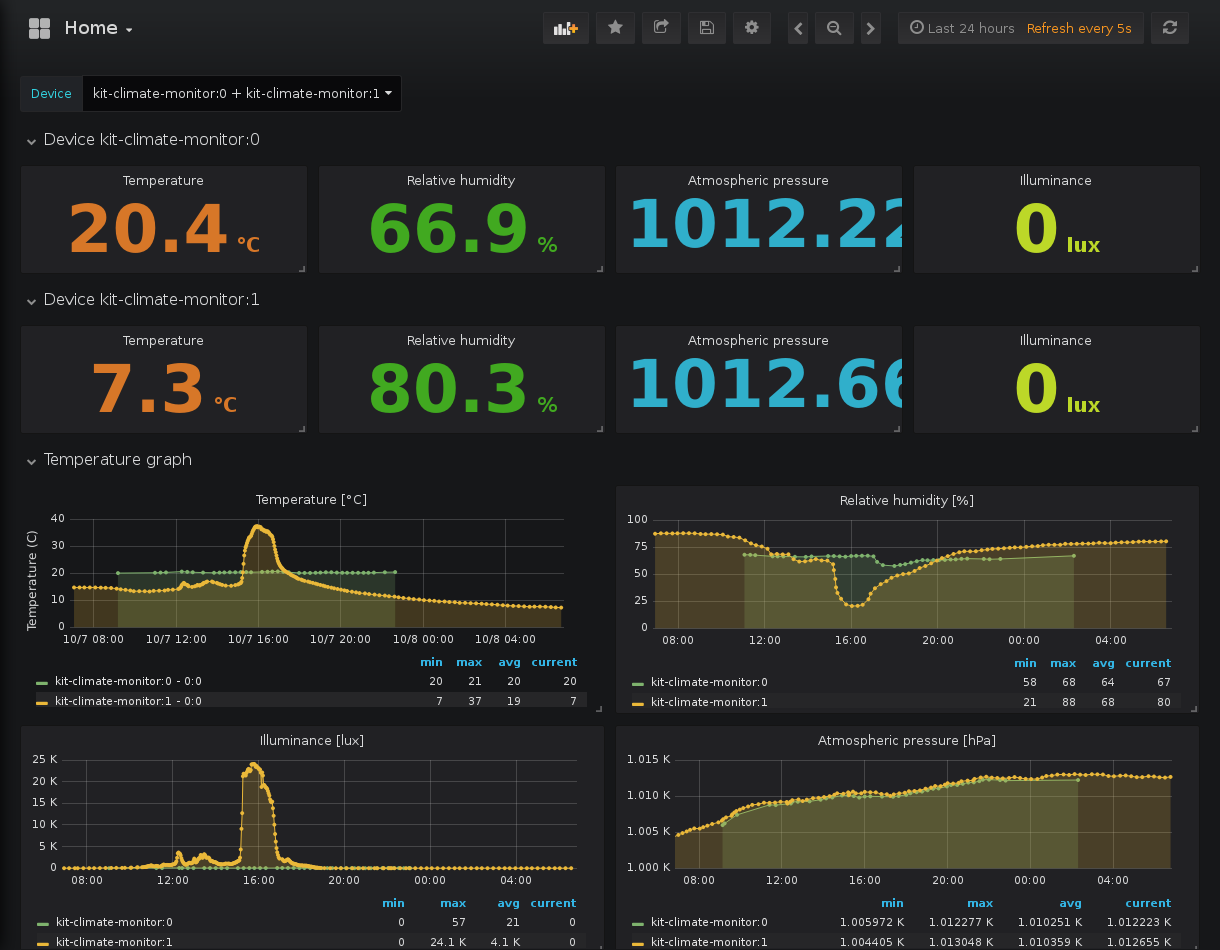 Home
Last 24 hours Refresh every 5s
Device kit-climate-monitor:0 + kit-climate-monitor:1
Device kit-climate-monitor:0
Temperature Relative humidity Atmospheric pressure Illuminance
20.4 °C 66.9 % 1012.22 0 lux
Device kit-climate-monitor:1
Temperature Relative humidity Atmospheric pressure Illuminance
7.3 °C 80.3 % 1012.66 0 lux
Temperature graph
Temperature [°C]
Temperature (C)
40
30
20
10
0
10/7 08:00 10/7 12:00 10/7 16:00 10/7 20:00 10/8 00:00 10/8 04:00
min max avg current
kit-climate-monitor:0 - 0:0 20 21 20 20
kit-climate-monitor:1 - 0:0 7 37 19 7
Relative humidity [%]
100
75
50
25
0
08:00 12:00 16:00 20:00 00:00 04:00
min max avg current
kit-climate-monitor:0 58 68 64 67
kit-climate-monitor:1 21 88 68 80
Illuminance [lux]
25 K
20 K
15 K
10 K
5 K
0
08:00 12:00 16:00 20:00 00:00 04:00
min max avg current
kit-climate-monitor:0 0 57 21 0
kit-climate-monitor:1 0 24.1 K 4.1 K 0
Atmospheric pressure [hPa]
1.015 K
1.010 K
1.005 K
1.000 K
08:00 12:00 16:00 20:00 00:00 04:00
min max avg current
kit-climate-monitor:0 1.005972 K 1.012277 K 1.010251 K 1.012223 K
kit-climate-monitor:1 1.004405 K 1.013048 K 1.010359 K 1.012655 K